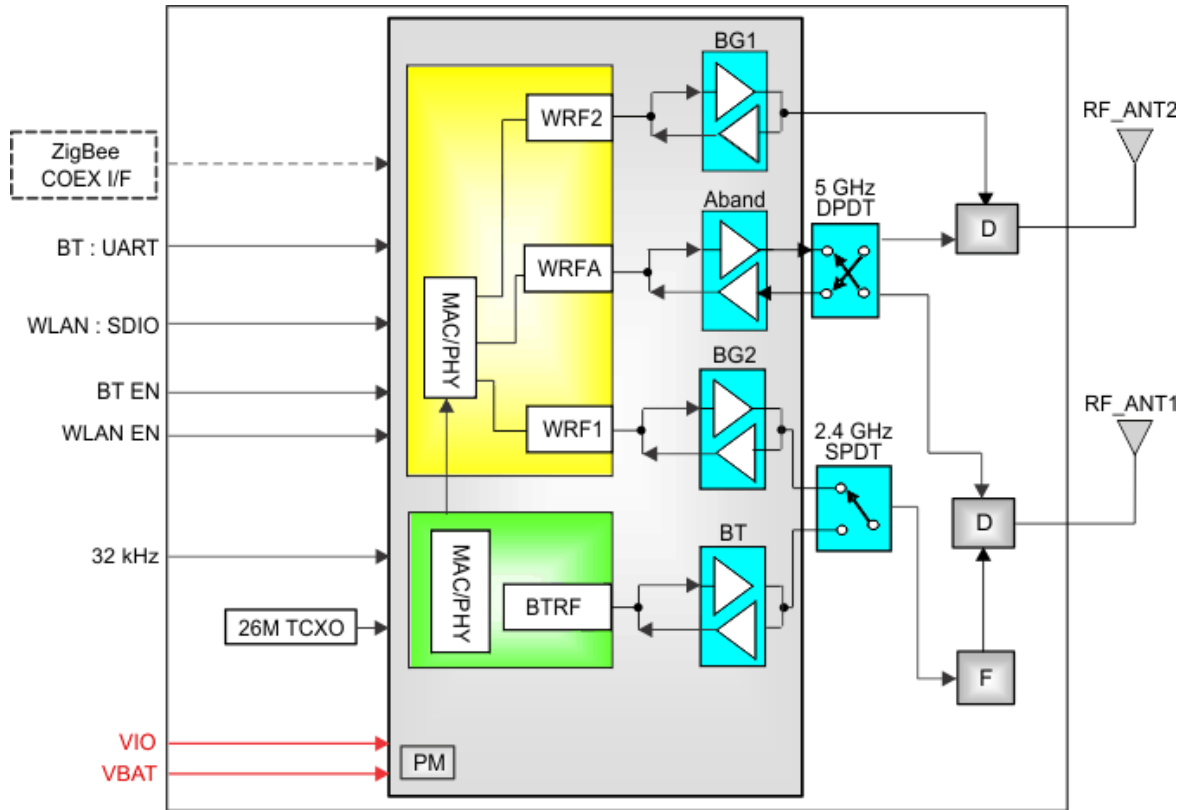 BG1
WRF2
RF_ANT2
ZigBee
COEX I/F
Aband
5 GHz
DPDT
D
BT : UART
WRFA
MAC/PHY
WLAN : SDIO
BG2
BT EN
RF_ANT1
WLAN EN
WRF1
2.4 GHz
SPDT
D
BT
32 kHz
MAC/PHY
BTRF
26M TCXO
F
VIO
PM
VBAT